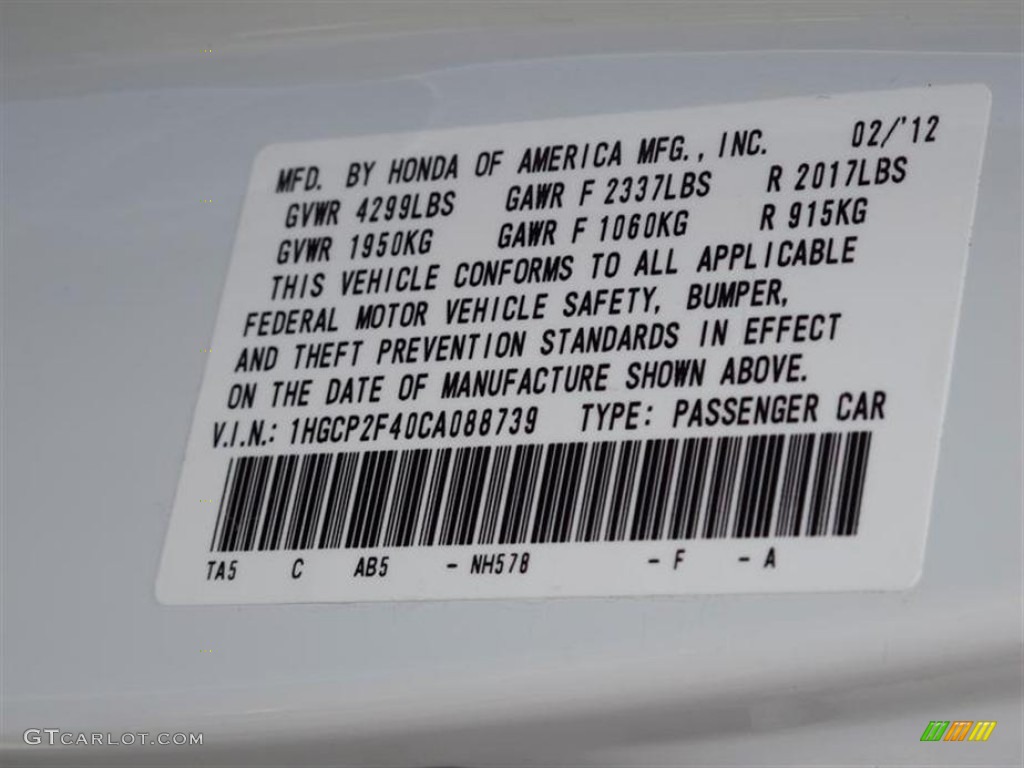 MFD. BY HONDA OF AMERICA MFG., INC. 02/'12
GVWR 4299LBS GAWR F 2337LBS R 2017LBS
GVWR 1950KG GAWR F 1060KG R 915KG
THIS VEHICLE CONFORMS TO ALL APPLICABLE
FEDERAL MOTOR VEHICLE SAFETY, BUMPER,
AND THEFT PREVENTION STANDARDS IN EFFECT
ON THE DATE OF MANUFACTURE SHOWN ABOVE.
V.I.N.: 1HGCP2F40CA088739 TYPE: PASSENGER CAR
TA5 C AB5 - NH578 - F - A
GTCARLOT.COM